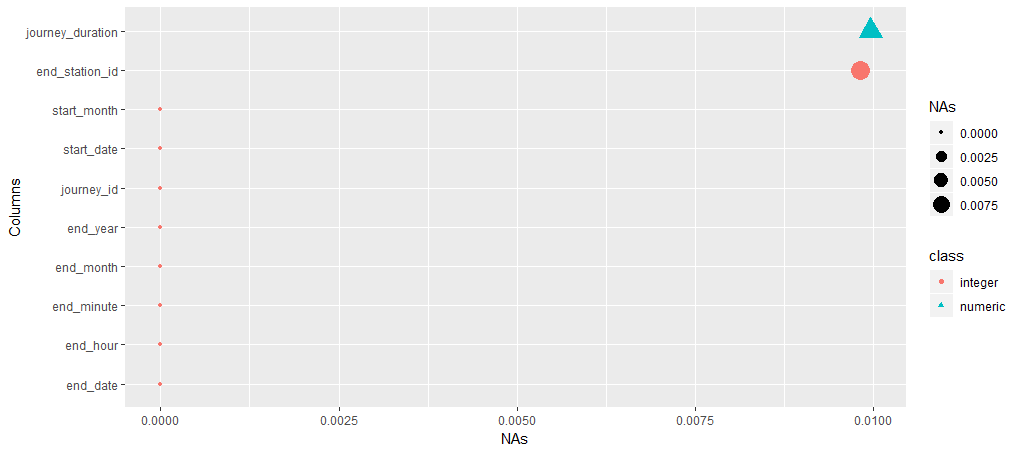 journey_duration
end_station_id
start_month
start_date
journey_id
end_year
end_month
end_minute
end_hour
end_date
Columns
0.0000 0.0025 0.0050 0.0075 0.0100
NAs
NAs
0.0000
0.0025
0.0050
0.0075
class
integer
numeric